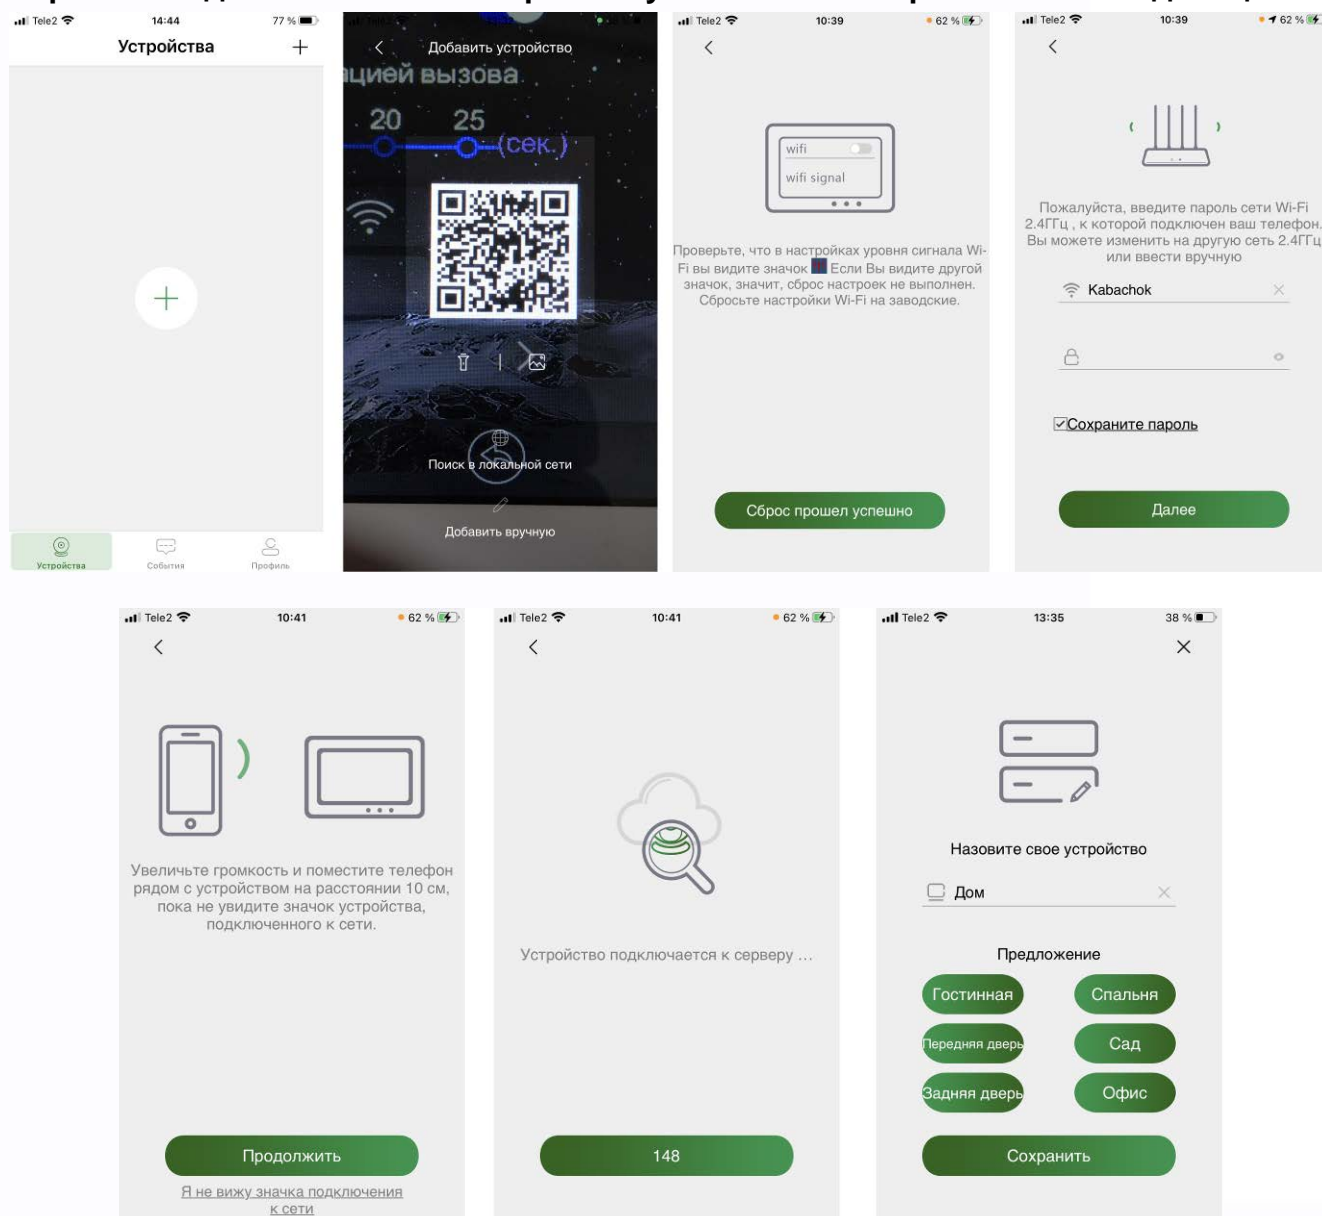 Tele2
14:44
77 %
Устройства
Устройства
События
Профиль
Добавить устройство
ацией вызова
20
25
(сек.)
Поиск в локальной сети
Добавить вручную
Tele2
10:39
62 %
wifi
wifi signal
Проверьте, что в настройках уровня сигнала Wi-
Fi вы видите значок Если Вы видите другой
значок, значит, сброс настроек не выполнен.
Сбросьте настройки Wi-Fi на заводские.
Сброс прошел успешно
Tele2
10:39
62 %
Пожалуйста, введите пароль сети Wi-Fi
2.4ГГц , к которой подключен ваш телефон.
Вы можете изменить на другую сеть 2.4ГГц
или ввести вручную
Kabachok
Сохраните пароль
Далее
Tele2
10:41
62 %
Увеличьте громкость и поместите телефон
рядом с устройством на расстоянии 10 см,
пока не увидите значок устройства,
подключенного к сети.
Продолжить
Я не вижу значка подключения
к сети
Tele2
10:41
62 %
Устройство подключается к серверу ...
148
Tele2
13:35
38 %
Назовите свое устройство
Дом
Предложение
Гостинная
Спальня
Передняя дверь
Сад
Задняя дверь
Офис
Сохранить